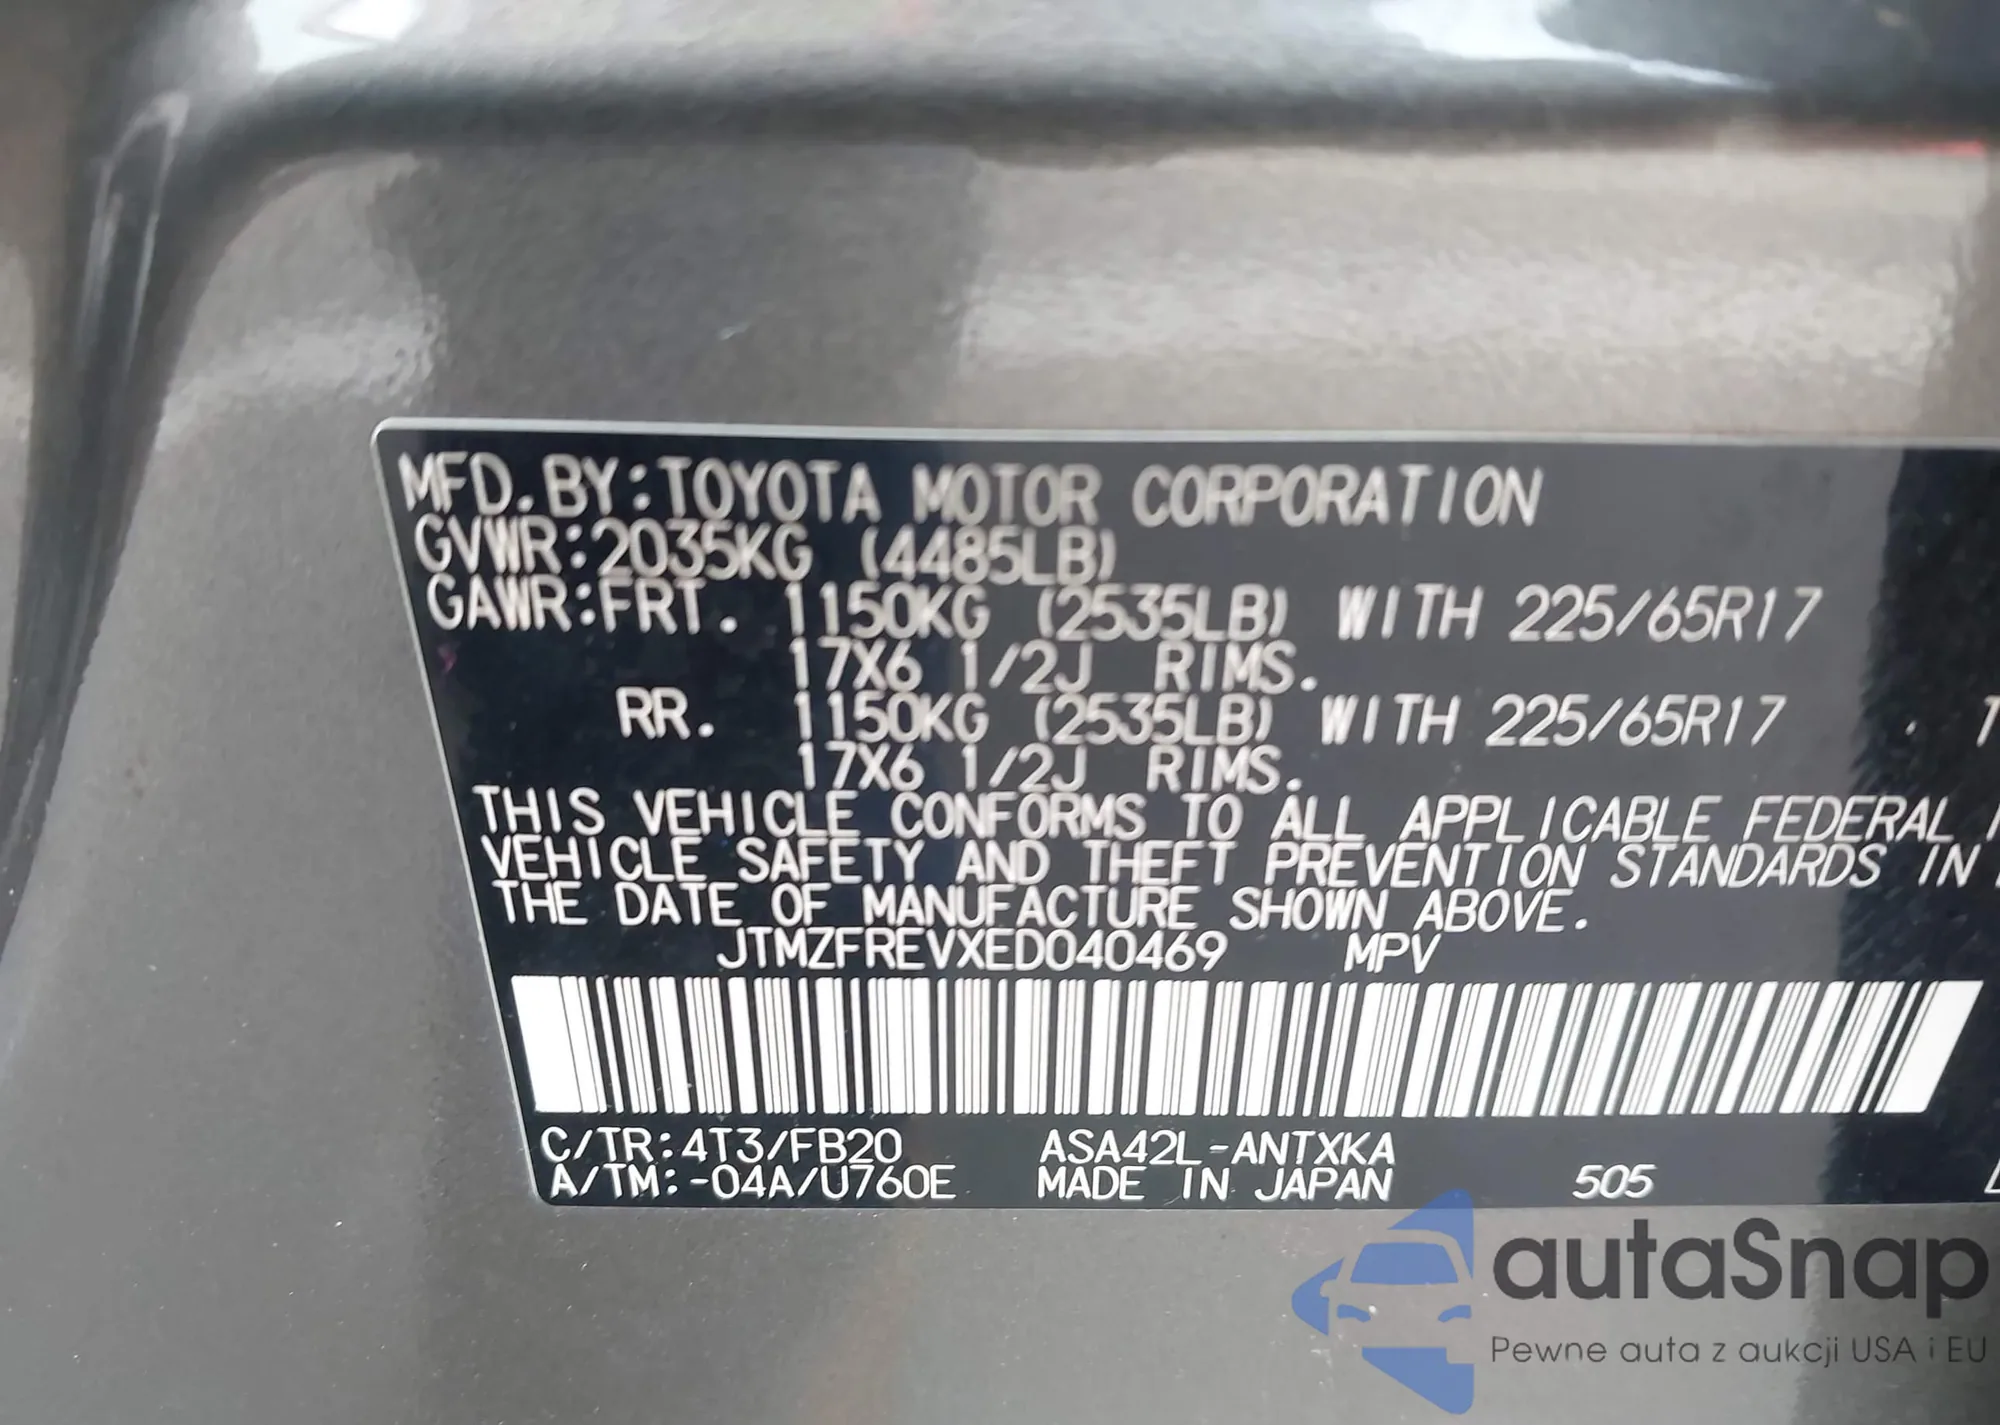 MFD. BY: TOYOTA MOTOR CORPORATION
GVWR: 2035KG (4485LB)
GAWR: FRT. 1150KG (2535LB) WITH 225/65R17
17X6 1/2J RIMS.
RR. 1150KG (2535LB) WITH 225/65R17
17X6 1/2J RIMS.
THIS VEHICLE CONFORMS TO ALL APPLICABLE FEDERAL
VEHICLE SAFETY AND THEFT PREVENTION STANDARDS IN
THE DATE OF MANUFACTURE SHOWN ABOVE.
JTMZFREVXED040469 MPV
C/TR: 4T3/FB20 ASA42L-ANTXKA
A/TM: -04A/U760E MADE IN JAPAN 505
autaSnap
Pewne auta z aukcji USA i EU